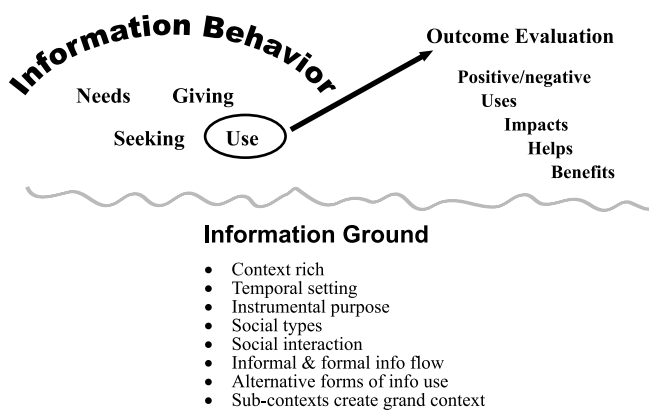 Information Behavior
Needs Giving
Seeking Use
Outcome Evaluation
Positive/negative
Uses
Impacts
Helps
Benefits
Information Ground
• Context rich
• Temporal setting
• Instrumental purpose
• Social types
• Social interaction
• Informal & formal info flow
• Alternative forms of info use
• Sub-contexts create grand context